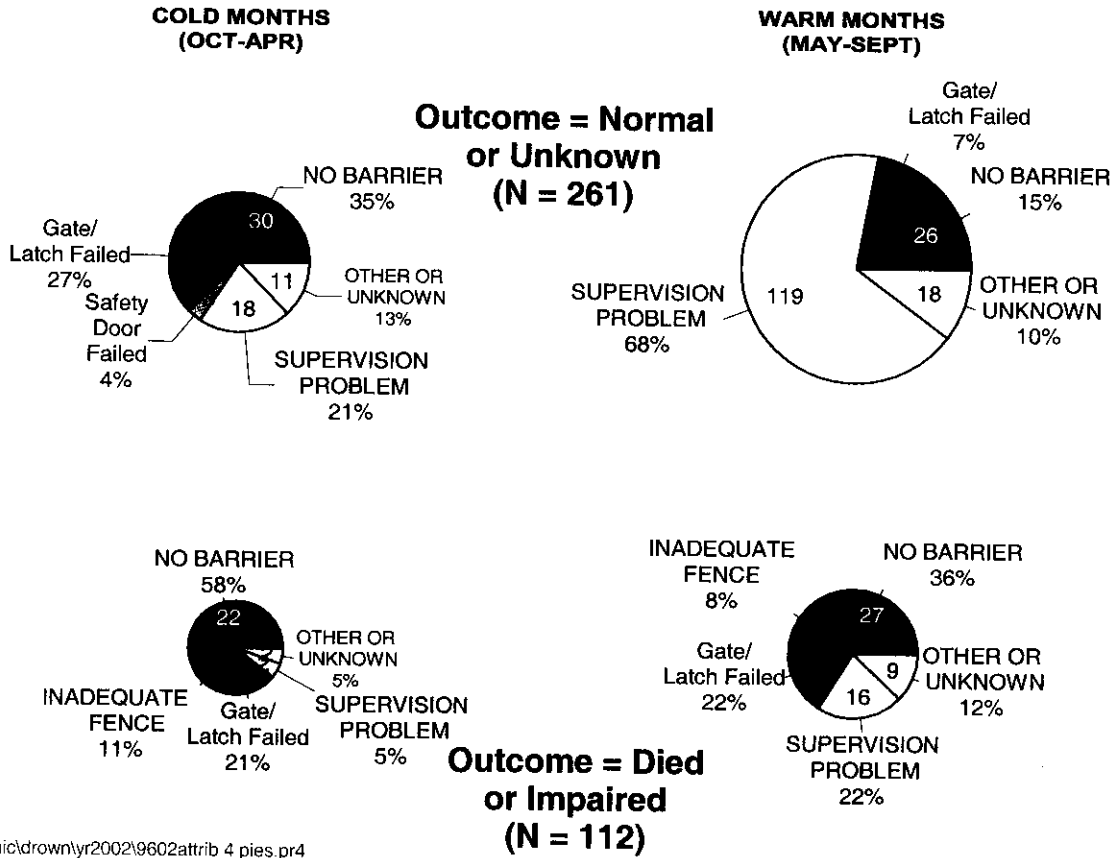 COLD MONTHS
(OCT-APR)
WARM MONTHS
(MAY-SEPT)
Outcome = Normal
or Unknown
(N = 261)
NO BARRIER
35%
30
Gate/
Latch Failed
27%
Safety
Door
Failed
4%
11
OTHER OR
UNKNOWN
13%
18
SUPERVISION
PROBLEM
21%
Gate/
Latch Failed
7%
NO BARRIER
15%
26
SUPERVISION
PROBLEM
68%
119
18
OTHER OR
UNKNOWN
10%
NO BARRIER
58%
22
OTHER OR
UNKNOWN
5%
INADEQUATE
FENCE
11%
Gate/
Latch Failed
21%
SUPERVISION
PROBLEM
5%
INADEQUATE
FENCE
8%
NO BARRIER
36%
27
Gate/
Latch Failed
22%
9
OTHER OR
UNKNOWN
12%
16
SUPERVISION
PROBLEM
22%
Outcome = Died
or Impaired
(N = 112)
\drown\yr2002\9602attrib 4 pies.pr4